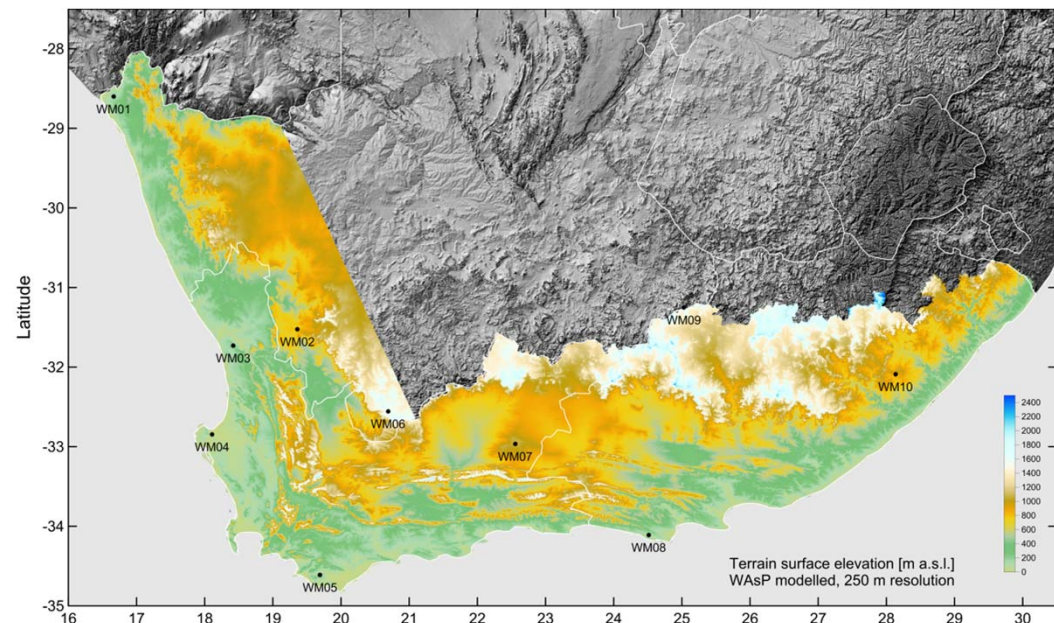 -28
-29
-30
-31
-32
-33
-34
-35
Latitude
WM01
WM02
WM03
WM09
WM10
WM06
WM04
WM07
WM08
WM05
2400
2200
2000
1800
1600
1400
1200
1000
800
600
400
200
0
Terrain surface elevation [m a.s.l.]
WAsP modelled, 250 m resolution
16 17 18 19 20 21 22 23 24 25 26 27 28 29 30